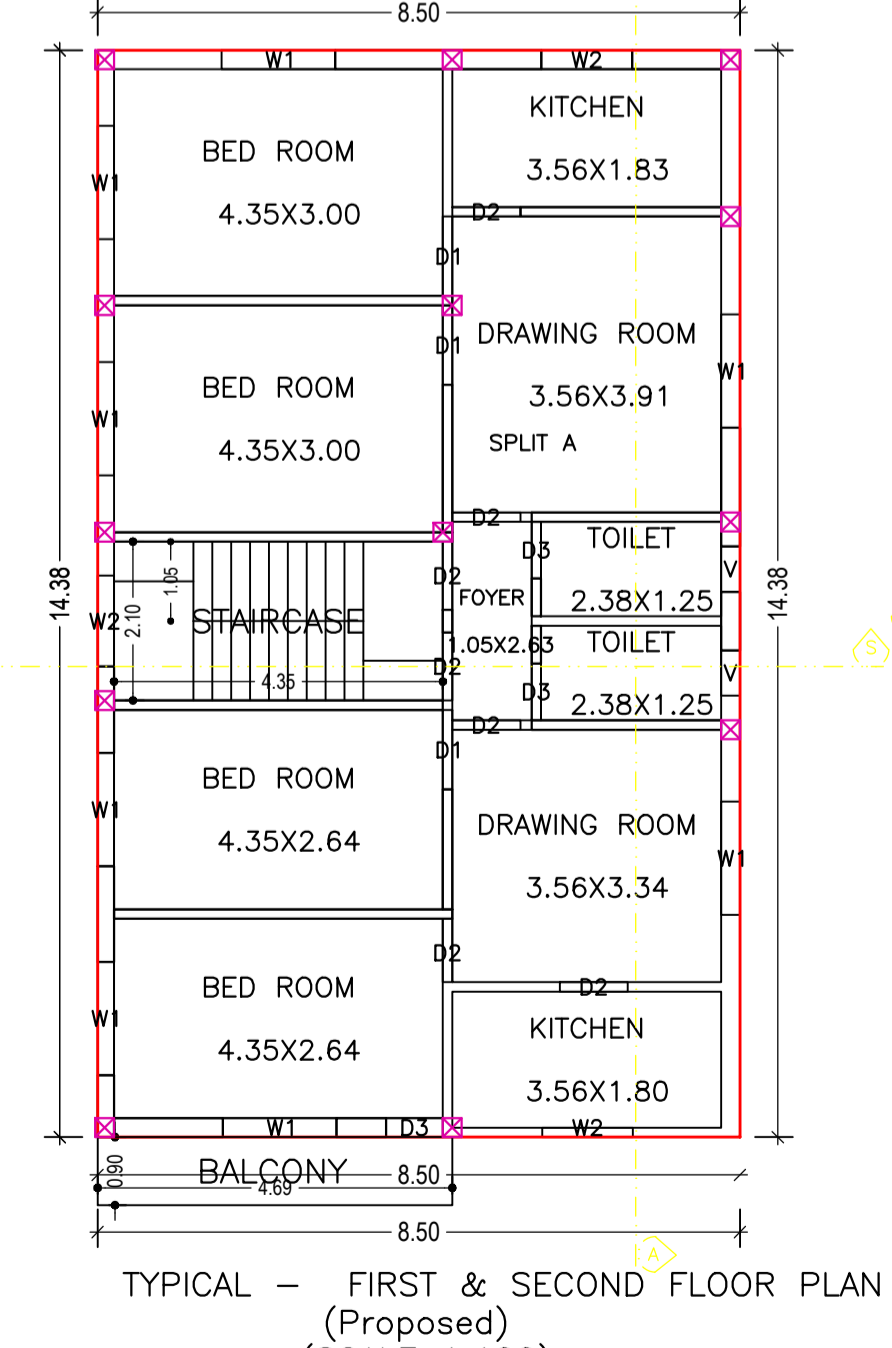 8.50
W1
W2
KITCHEN
3.56X1.83
BED ROOM
4.35X3.00
W1
D2
D1
D1
DRAWING ROOM
3.56X3.91
SPLIT A
W1
BED ROOM
4.35X3.00
W1
D2
D3
TOILET
2.38X1.25
V
14.38
14.38
W2
2.10
1.05
STAIRCASE
4.35
D2
D2
FOYER
1.05X2.63
TOILET
2.38X1.25
V
D3
S
D2
D1
BED ROOM
4.35X2.64
W1
DRAWING ROOM
3.56X3.34
W1
D2
BED ROOM
4.35X2.64
W1
D2
KITCHEN
3.56X1.80
W1
D3
W2
0.90
BALCONY
8.50
4.69
8.50
A
TYPICAL – FIRST & SECOND FLOOR PLAN
(Proposed)